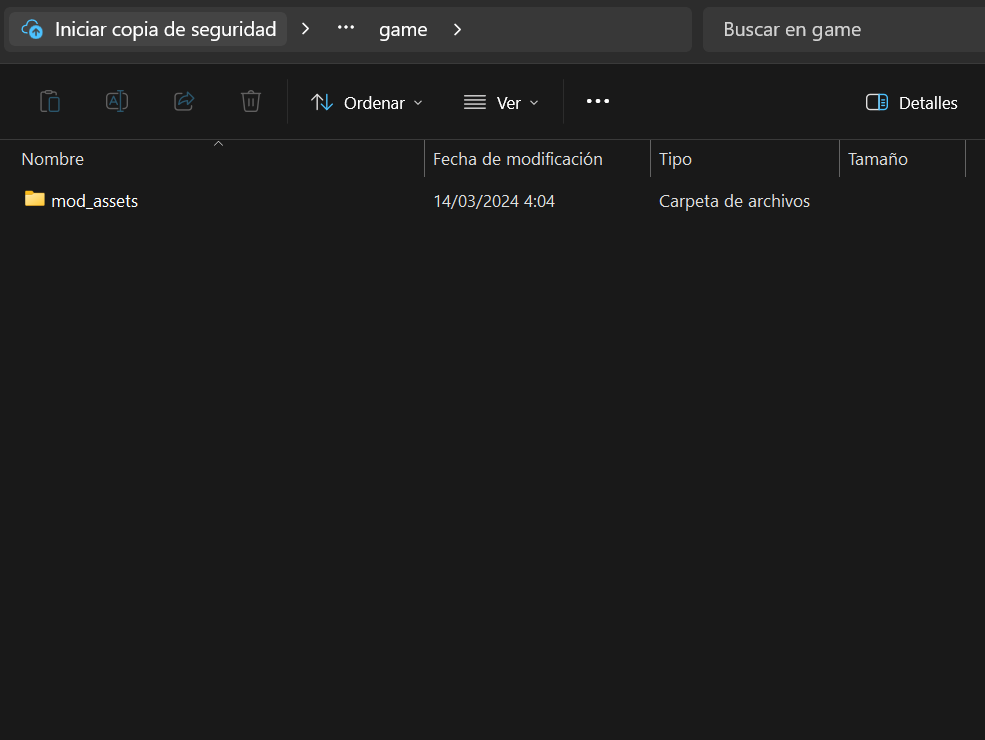 Iniciar copia de seguridad > ... game > Buscar en game
Ordenar Ver ... Detalles
Nombre Fecha de modificación Tipo Tamaño
mod_assets 14/03/2024 4:04 Carpeta de archivos